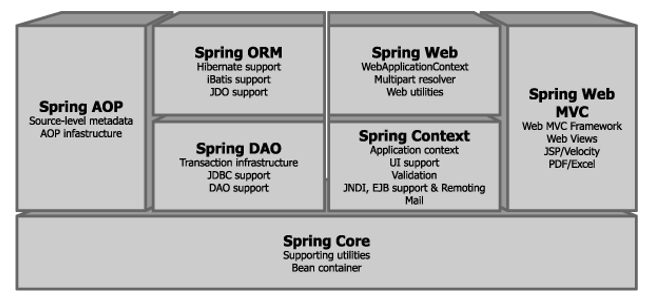 Spring AOP
Source-level metadata
AOP infastructure
Spring ORM
Hibernate support
iBatis support
JDO support
Spring DAO
Transaction infrastructure
JDBC support
DAO support
Spring Web
WebApplicationContext
Multipart resolver
Web utilities
Spring Context
Application context
UI support
Validation
JNDI, EJB support & Remoting
Mail
Spring Web
MVC
Web MVC Framework
Web Views
JSP/Velocity
PDF/Excel
Spring Core
Supporting utilities
Bean container